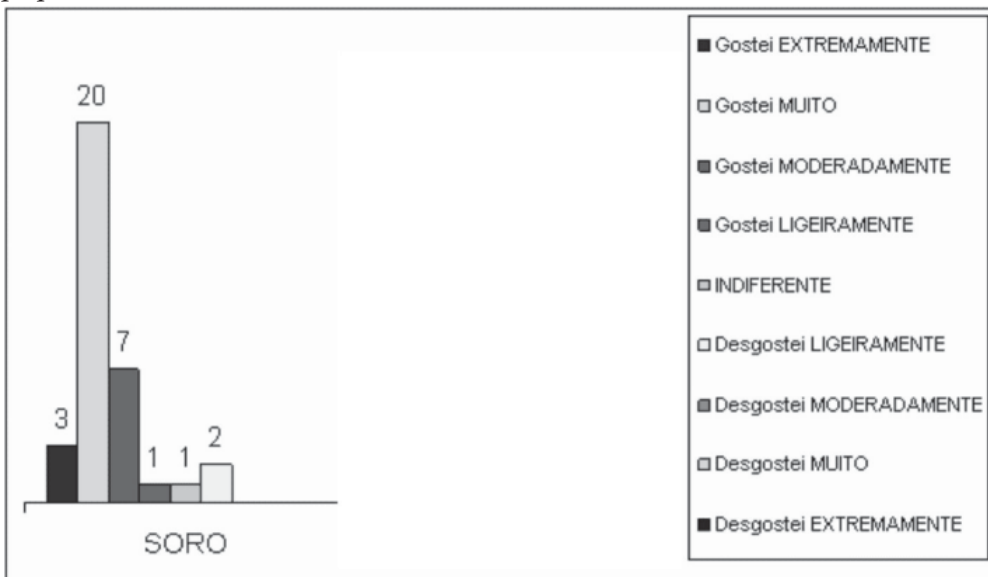 20
7
3
1
1
2
SORO
Gostei EXTREMAMENTE
Gostei MUITO
Gostei MODERADAMENTE
Gostei LIGEIRAMENTE
INDIFERENTE
Desgostei LIGEIRAMENTE
Desgostei MODERADAMENTE
Desgostei MUITO
Desgostei EXTREMAMENTE